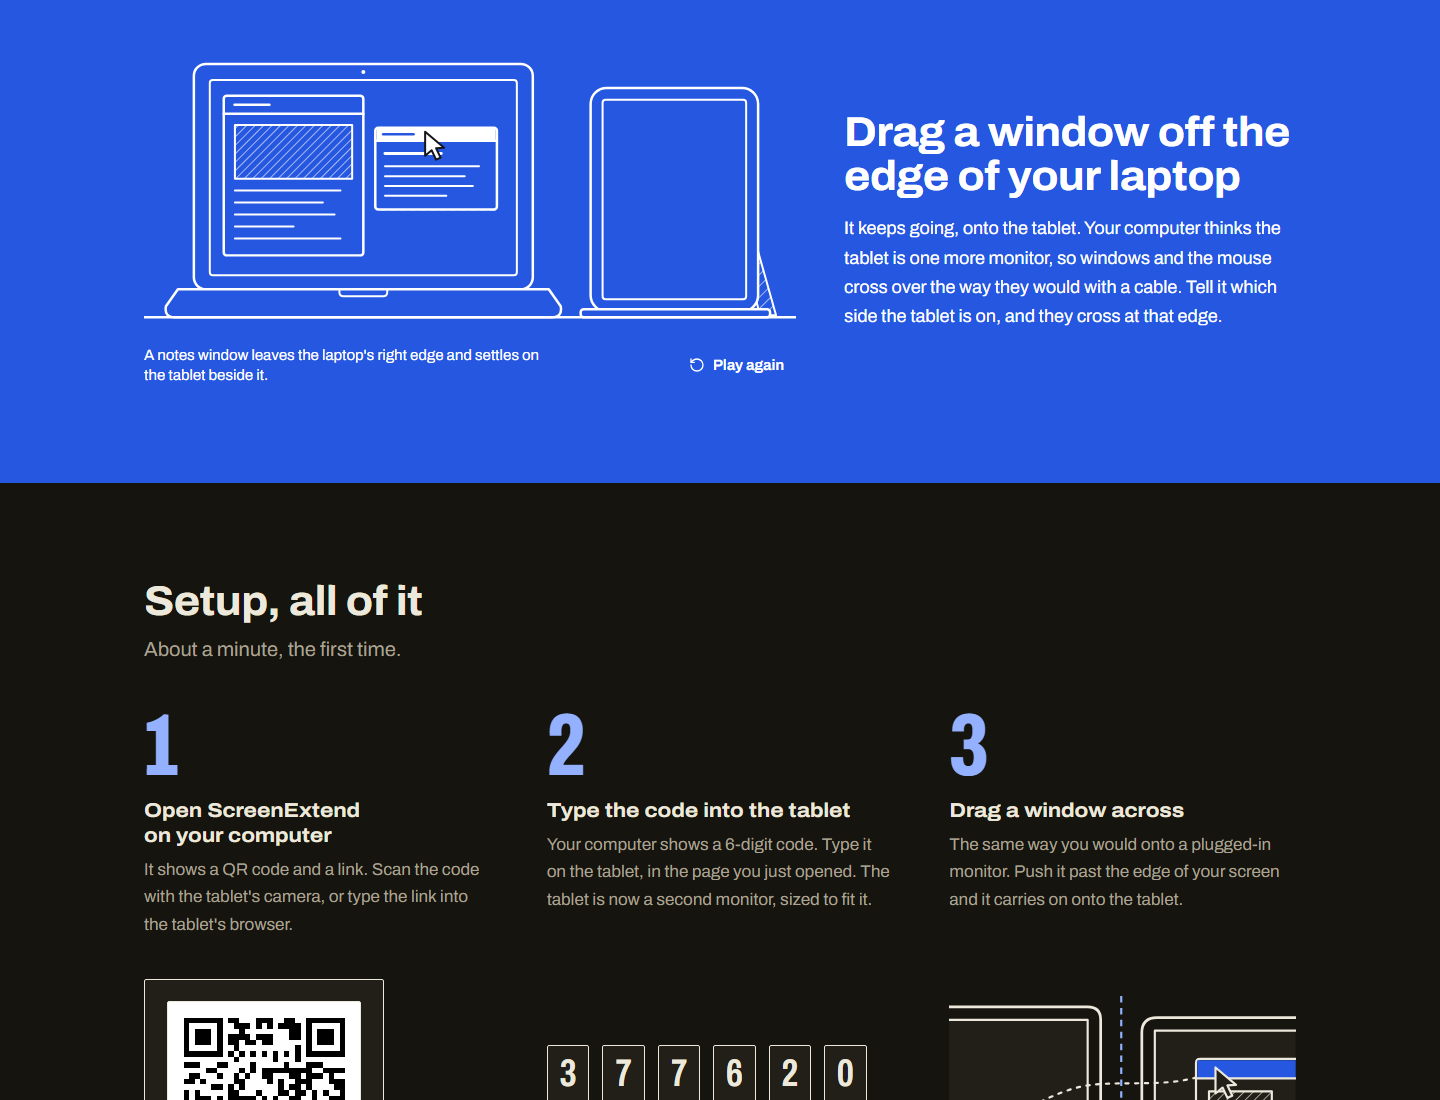 Drag a window off the
edge of your laptop
It keeps going, onto the tablet. Your computer thinks the
tablet is one more monitor, so windows and the mouse
cross over the way they would with a cable. Tell it which
side the tablet is on, and they cross at that edge.
A notes window leaves the laptop's right edge and settles on
the tablet beside it.
Play again
Setup, all of it
About a minute, the first time.
1
Open ScreenExtend
on your computer
It shows a QR code and a link. Scan the code
with the tablet's camera, or type the link into
the tablet's browser.
2
Type the code into the tablet
Your computer shows a 6-digit code. Type it
on the tablet, in the page you just opened. The
tablet is now a second monitor, sized to fit it.
3 7 7 6 2 0
3
Drag a window across
The same way you would onto a plugged-in
monitor. Push it past the edge of your screen
and it carries on onto the tablet.